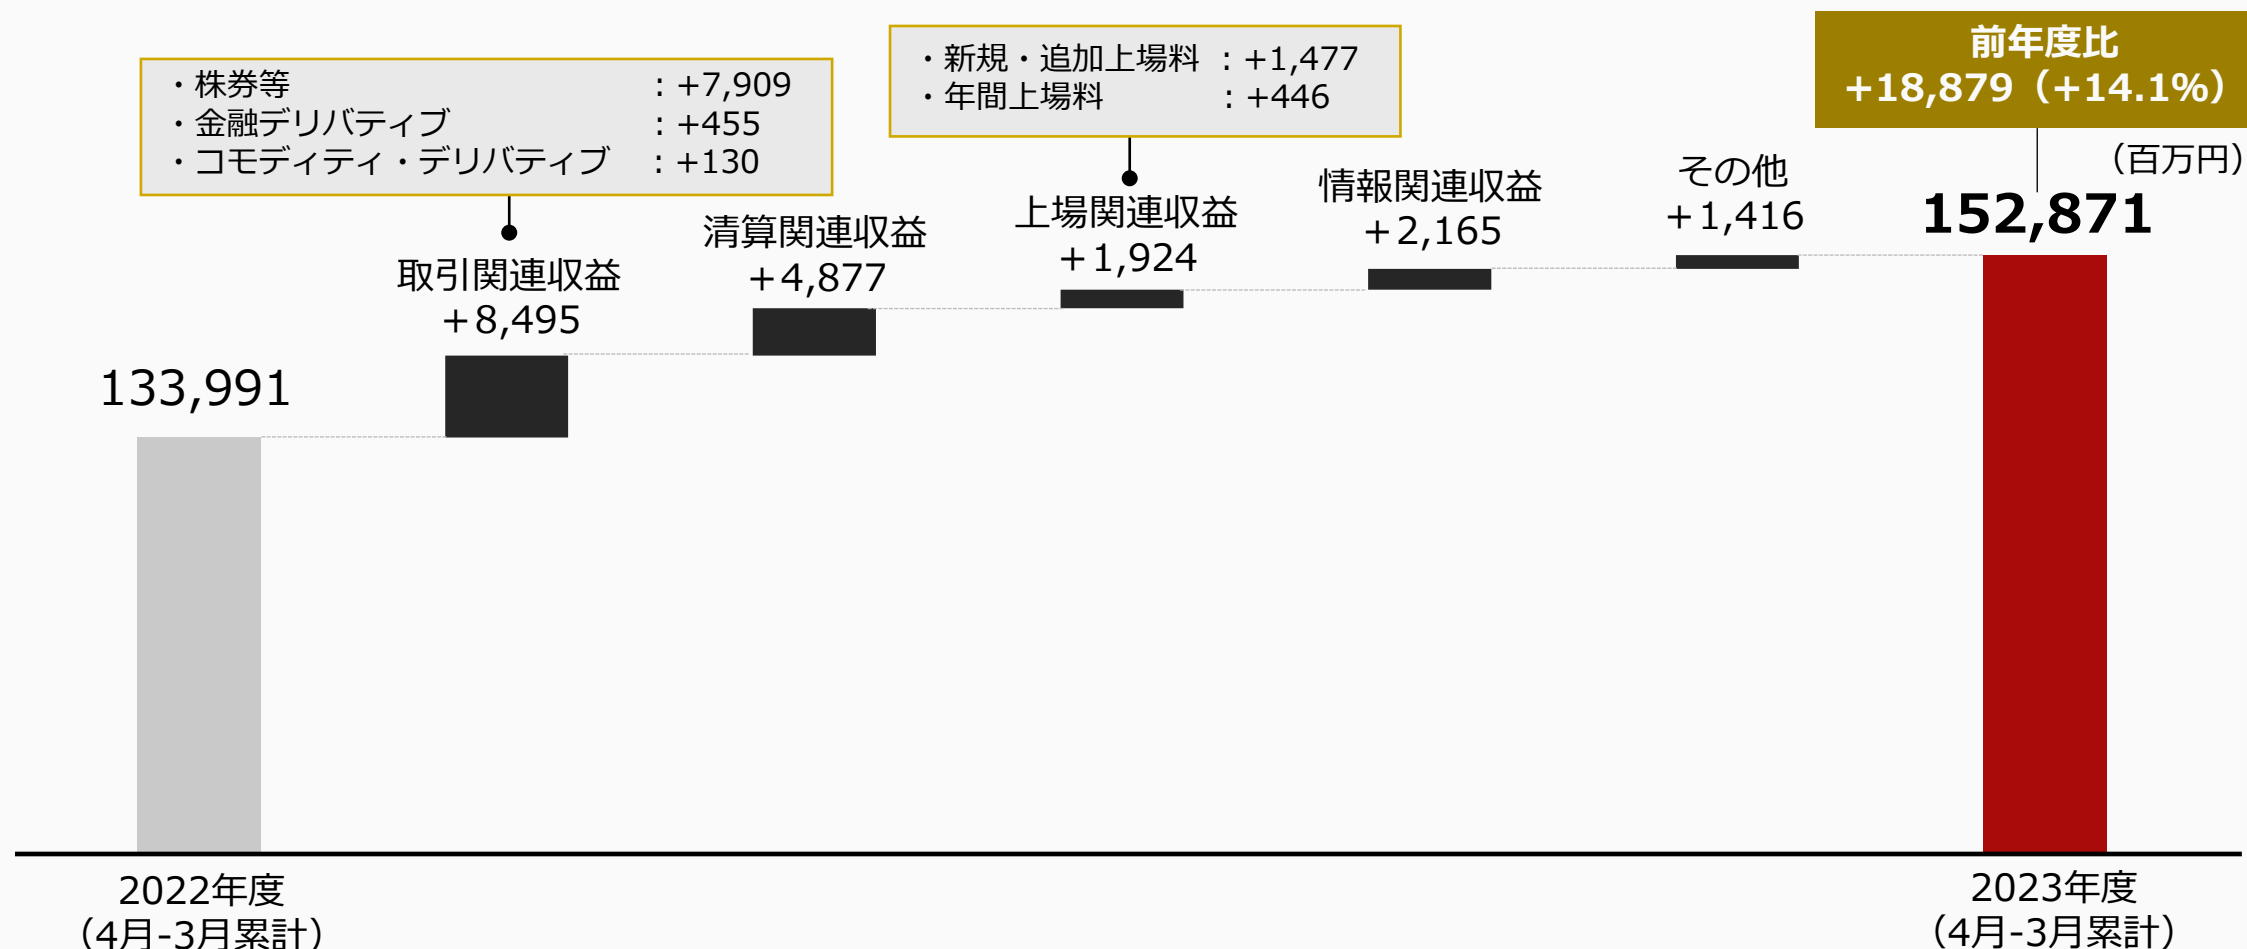 ・株券等 : +7,909
・金融デリバティブ : +455
・コモディティ・デリバティブ : +130
・新規・追加上場料 : +1,477
・年間上場料 : +446
前年度比
+18,879（+14.1%）
（百万円）
133,991
取引関連収益
+8,495
清算関連収益
+4,877
上場関連収益
+1,924
情報関連収益
+2,165
その他
+1,416
152,871
2022年度
（4月-3月累計）
2023年度
（4月-3月累計）